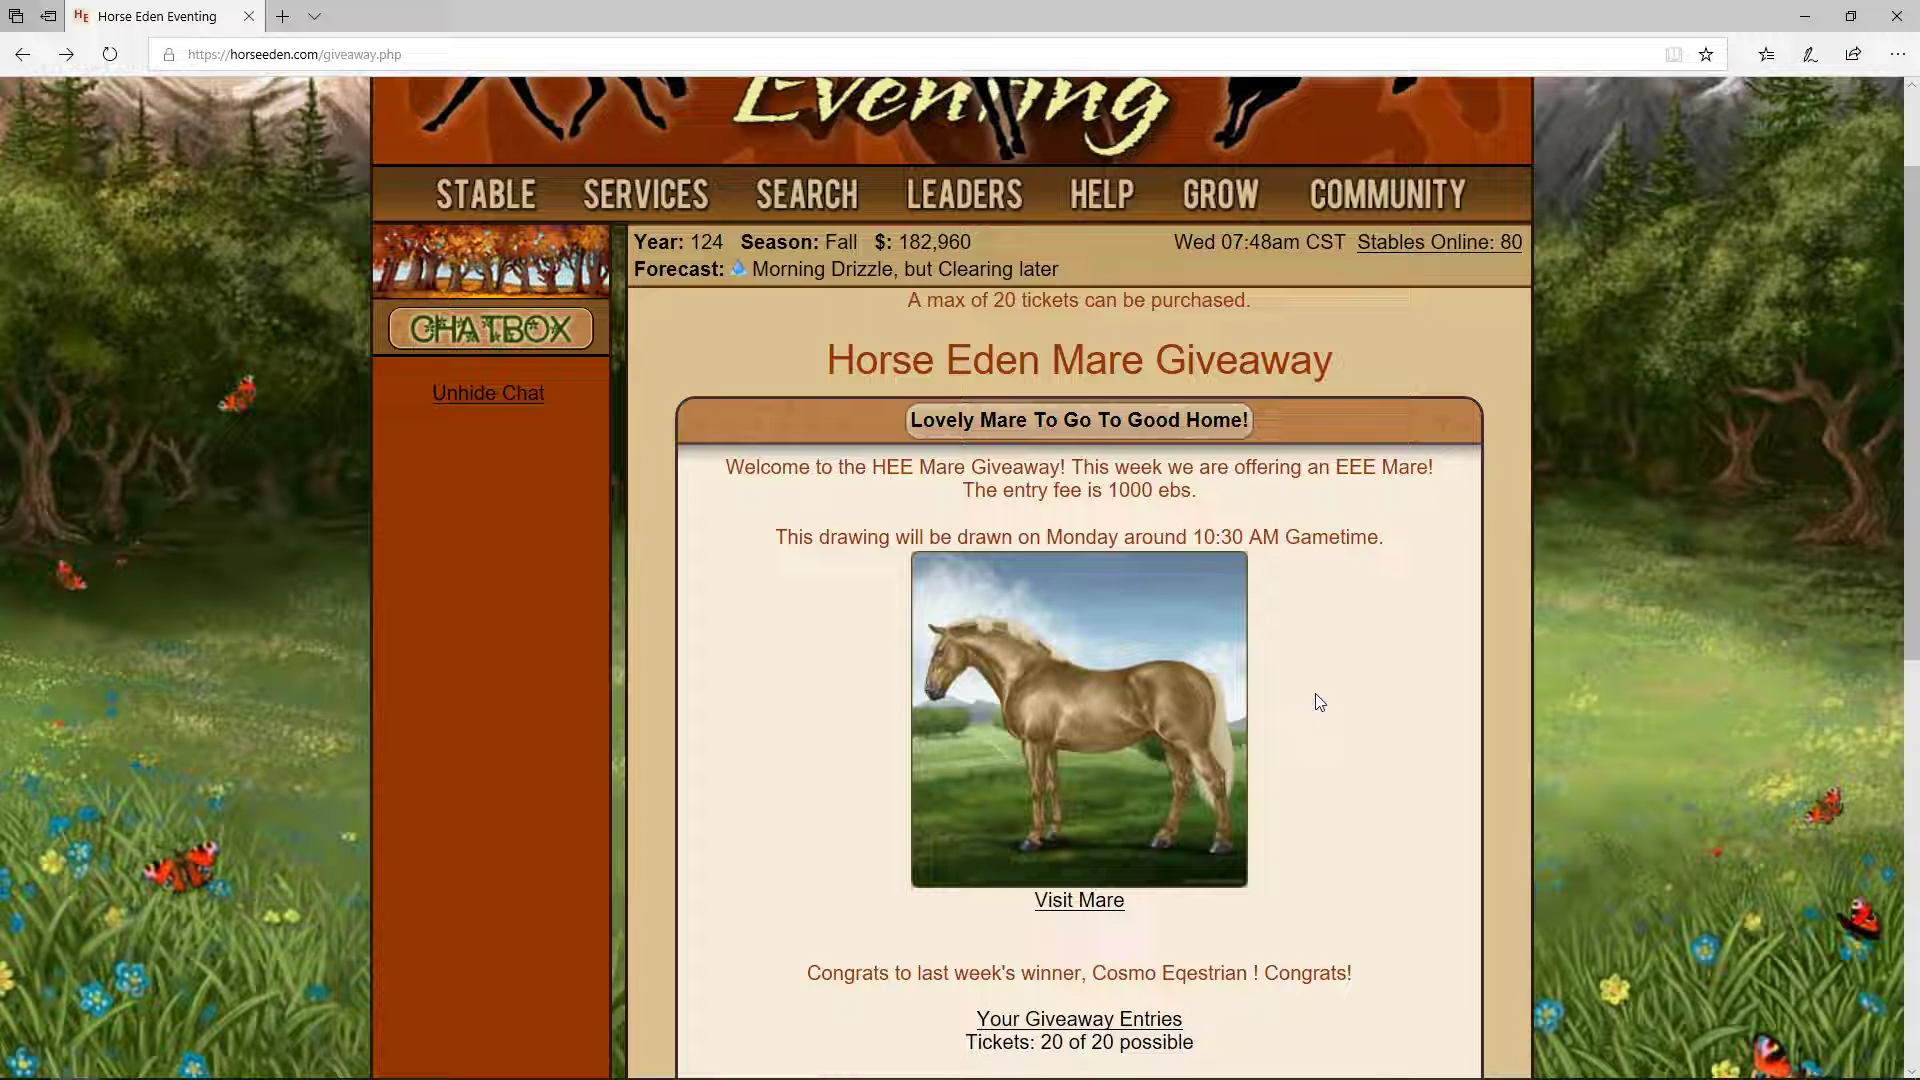 HE Horse Eden Eventing
https://horseeden.com/giveaway.php
Eventing
STABLE SERVICES SEARCH LEADERS HELP GROW COMMUNITY
Year: 124 Season: Fall $: 182,960 Wed 07:48am CST Stables Online: 80
Forecast: Morning Drizzle, but Clearing later
CHATBOX
Unhide Chat
A max of 20 tickets can be purchased.
Horse Eden Mare Giveaway
Lovely Mare To Go To Good Home!
Welcome to the HEE Mare Giveaway! This week we are offering an EEE Mare!
The entry fee is 1000 ebs.
This drawing will be drawn on Monday around 10:30 AM Gametime.
Visit Mare
Congrats to last week's winner, Cosmo Eqestrian ! Congrats!
Your Giveaway Entries
Tickets: 20 of 20 possible